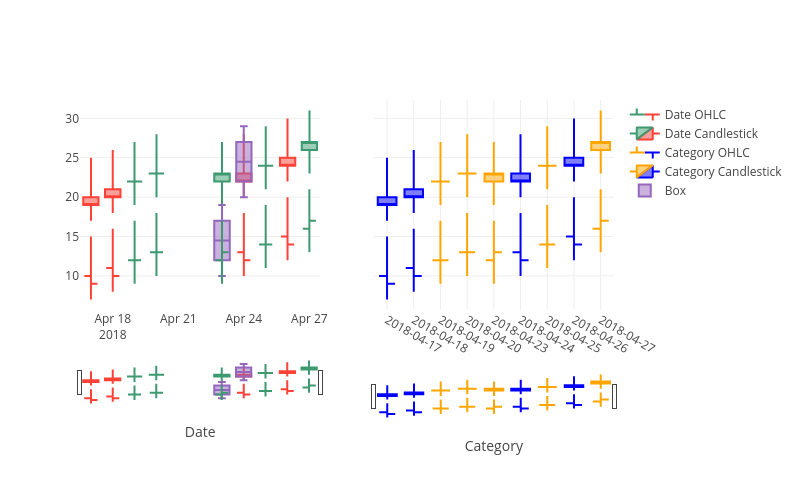 30
25
20
15
10
Apr 18
2018
Apr 21
Apr 24
Apr 27
Date
2018-04-17
2018-04-18
2018-04-19
2018-04-20
2018-04-23
2018-04-24
2018-04-25
2018-04-26
2018-04-27
Category
Date OHLC
Date Candlestick
Category OHLC
Category Candlestick
Box